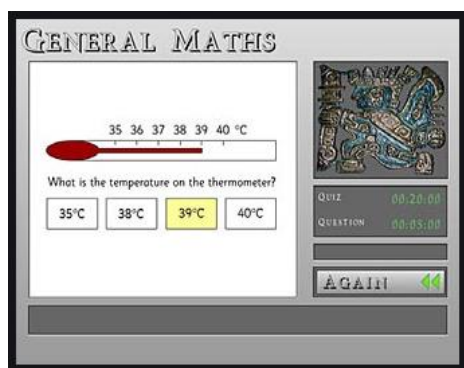 GENERAL MATHS
35 36 37 38 39 40 °C
What is the temperature on the thermometer?
35°C 38°C 39°C 40°C
QUIZ 00:20:00
QUESTION 00:05:00
AGAIN